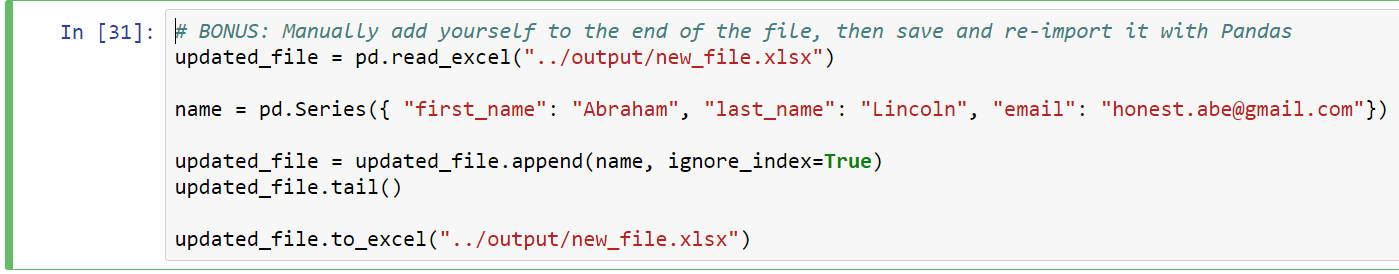 In [31]: # BONUS: Manually add yourself to the end of the file, then save and re-import it with Pandas
updated_file = pd.read_excel("../output/new_file.xlsx")
name = pd.Series({ "first_name": "Abraham", "last_name": "Lincoln", "email": "honest.abe@gmail.com"})
updated_file = updated_file.append(name, ignore_index=True)
updated_file.tail()
updated_file.to_excel("../output/new_file.xlsx")